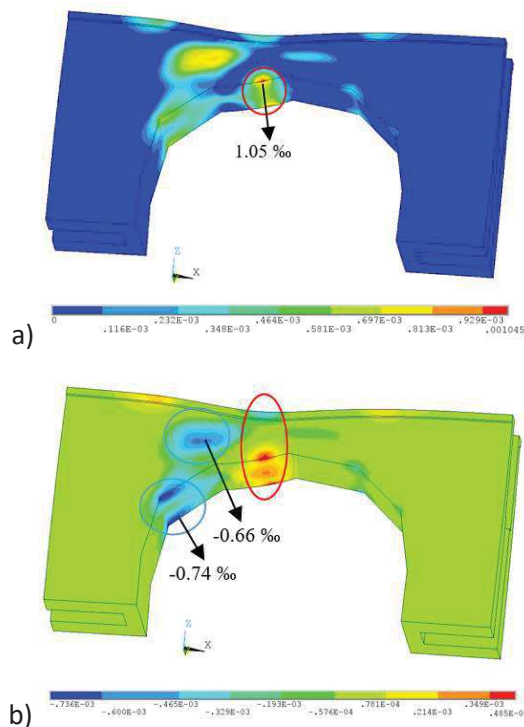 1.05 ‰
Z
X
0 .232E-03 .464E-03 .697E-03 .929E-03
.116E-03 .348E-03 .581E-03 .813E-03 .001045
a)
-0.66 ‰
-0.74 ‰
Z
X
-.736E-03 -.465E-03 -.193E-03 .781E-04 .349E-03
-.600E-03 -.329E-03 -.576E-04 .214E-03 .485E-0
b)